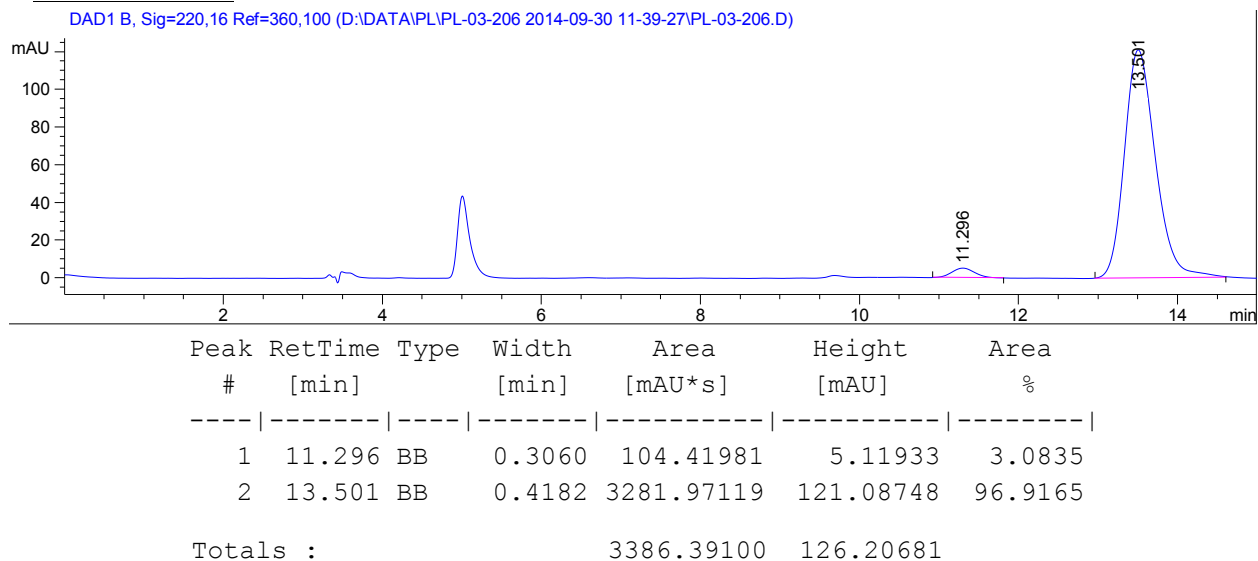 DAD1 B, Sig=220,16 Ref=360,100 (D:\DATA\PL\PL-03-206 2014-09-30 11-39-27\PL-03-206.D)
mAU
100
80
60
40
20
0
11.296
13.501
2 4 6 8 10 12 14 min
Peak RetTime Type Width Area Height Area
# [min] [min] [mAU*s] [mAU] %
----|-------|----|-------|----------|----------|--------|
1 11.296 BB 0.3060 104.41981 5.11933 3.0835
2 13.501 BB 0.4182 3281.97119 121.08748 96.9165
Totals : 3386.39100 126.20681